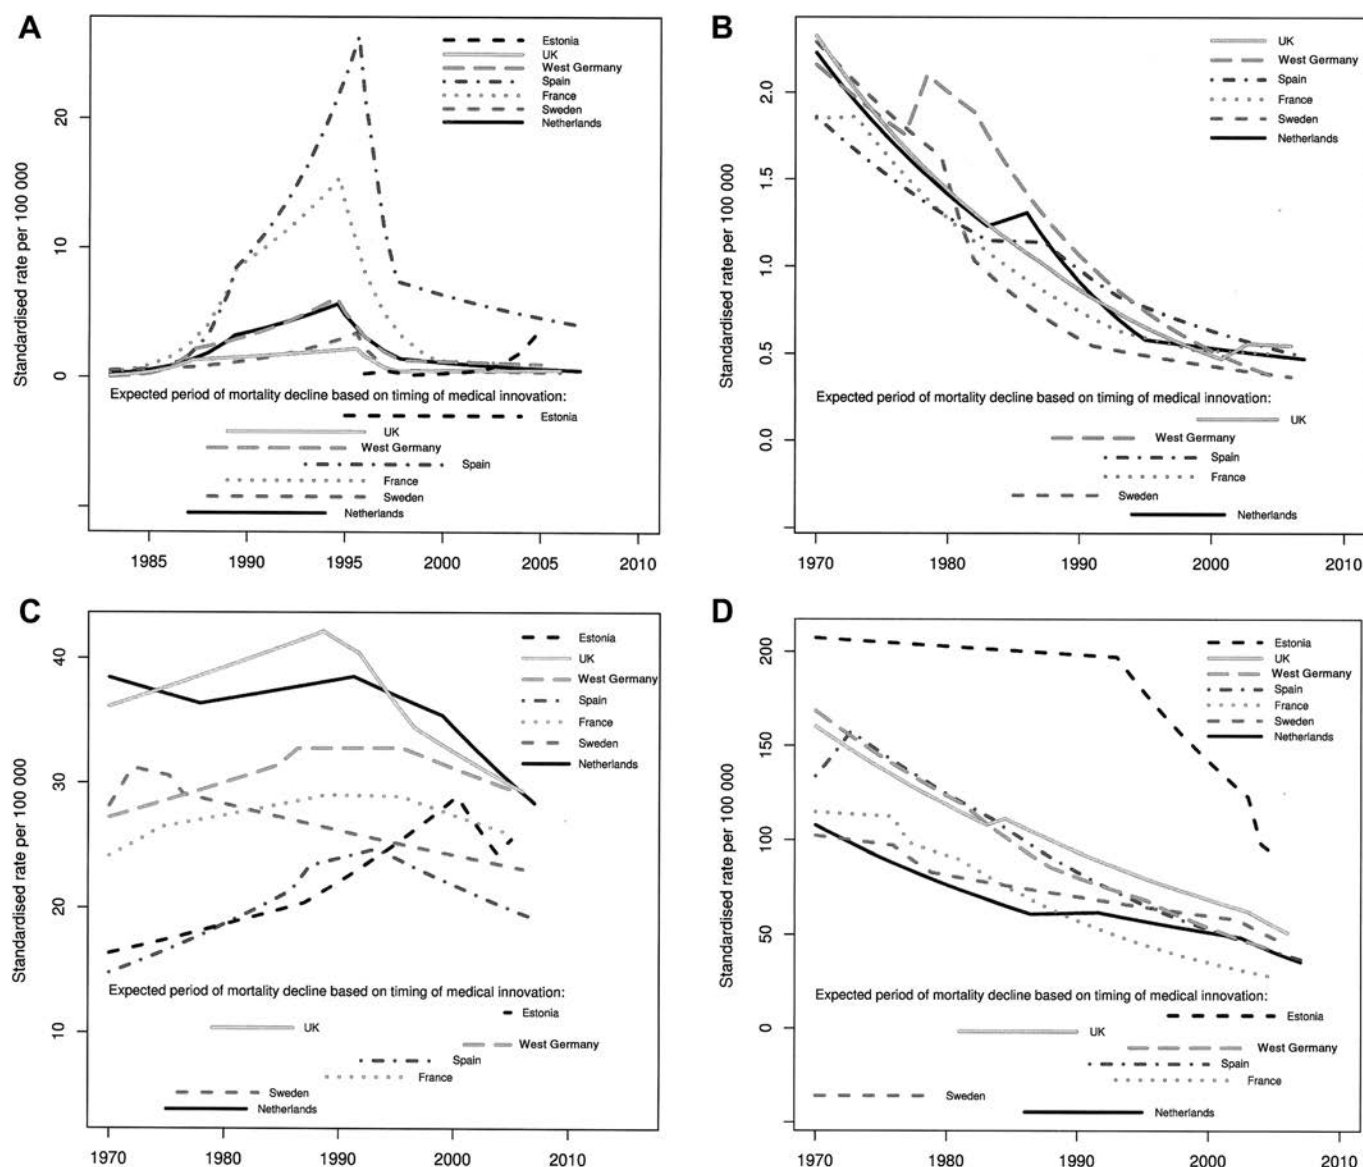 A
Estonia
UK
West Germany
Spain
France
Sweden
Netherlands
Standardised rate per 100 000
20
10
0
Expected period of mortality decline based on timing of medical innovation:
Estonia
UK
West Germany
Spain
France
Sweden
Netherlands
1985 1990 1995 2000 2005 2010
B
UK
West Germany
Spain
France
Sweden
Netherlands
Standardised rate per 100 000
2.0
1.5
1.0
0.5
0.0
Expected period of mortality decline based on timing of medical innovation:
UK
West Germany
Spain
France
Sweden
Netherlands
1970 1980 1990 2000 2010
C
Estonia
UK
West Germany
Spain
France
Sweden
Netherlands
Standardised rate per 100 000
40
30
20
10
Expected period of mortality decline based on timing of medical innovation:
Estonia
UK
West Germany
Spain
France
Sweden
Netherlands
1970 1980 1990 2000 2010
D
Estonia
UK
West Germany
Spain
France
Sweden
Netherlands
Standardised rate per 100 000
200
150
100
50
0
Expected period of mortality decline based on timing of medical innovation:
Estonia
UK
West Germany
Spain
France
Sweden
Netherlands
1970 1980 1990 2000 2010